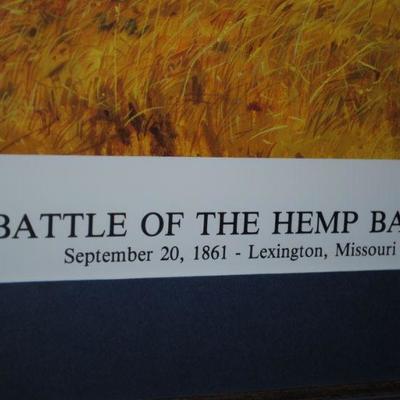 BATTLE OF THE HEMP BA
September 20, 1861 - Lexington, Missouri